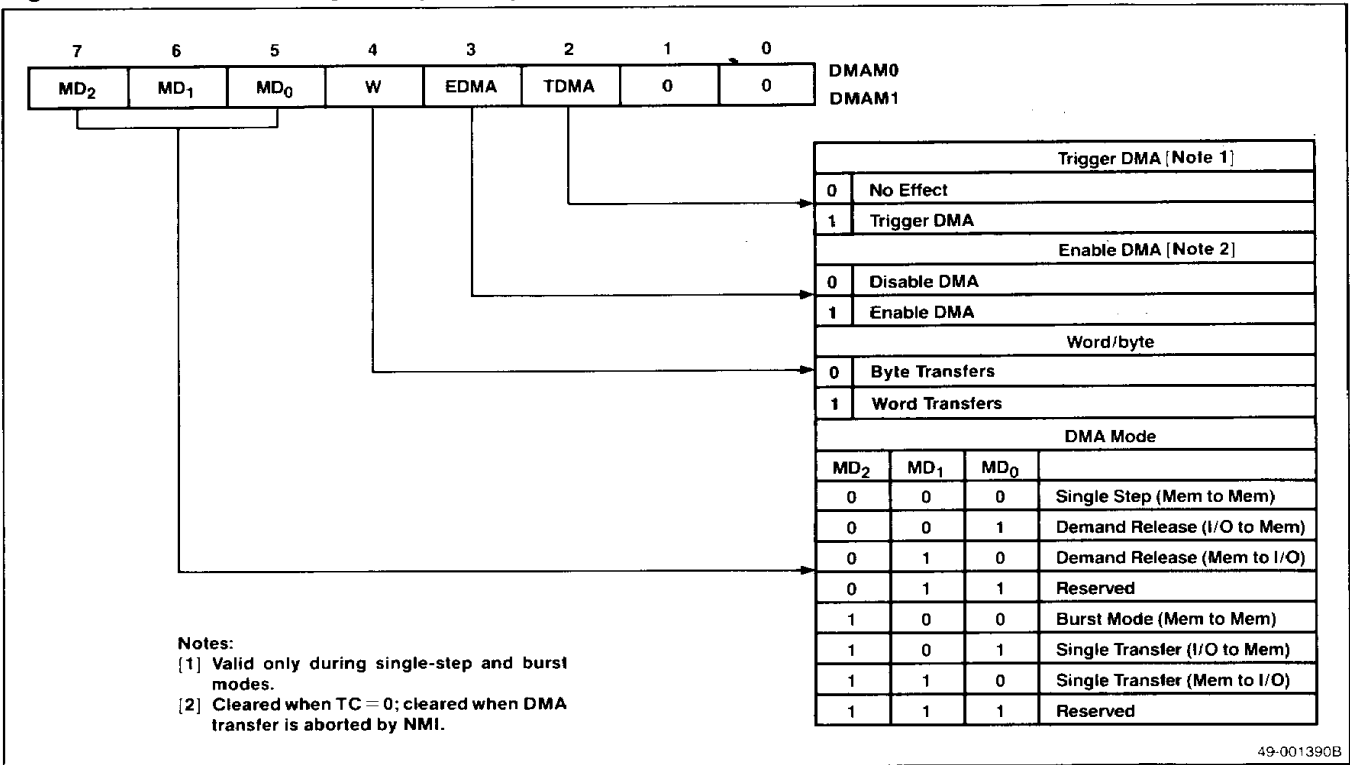 7 6 5 4 3 2 1 0
MD2 MD1 MD0 W EDMA TDMA 0 0
DMAM0
DMAM1
Trigger DMA [Note 1]
0 No Effect
1 Trigger DMA
Enable DMA [Note 2]
0 Disable DMA
1 Enable DMA
Word/byte
0 Byte Transfers
1 Word Transfers
DMA Mode
MD2 MD1 MD0
0 0 0 Single Step (Mem to Mem)
0 0 1 Demand Release (I/O to Mem)
0 1 0 Demand Release (Mem to I/O)
0 1 1 Reserved
1 0 0 Burst Mode (Mem to Mem)
1 0 1 Single Transfer (I/O to Mem)
1 1 0 Single Transfer (Mem to I/O)
1 1 1 Reserved
Notes:
[1] Valid only during single-step and burst
modes.
[2] Cleared when TC = 0; cleared when DMA
transfer is aborted by NMI.
49-001390B